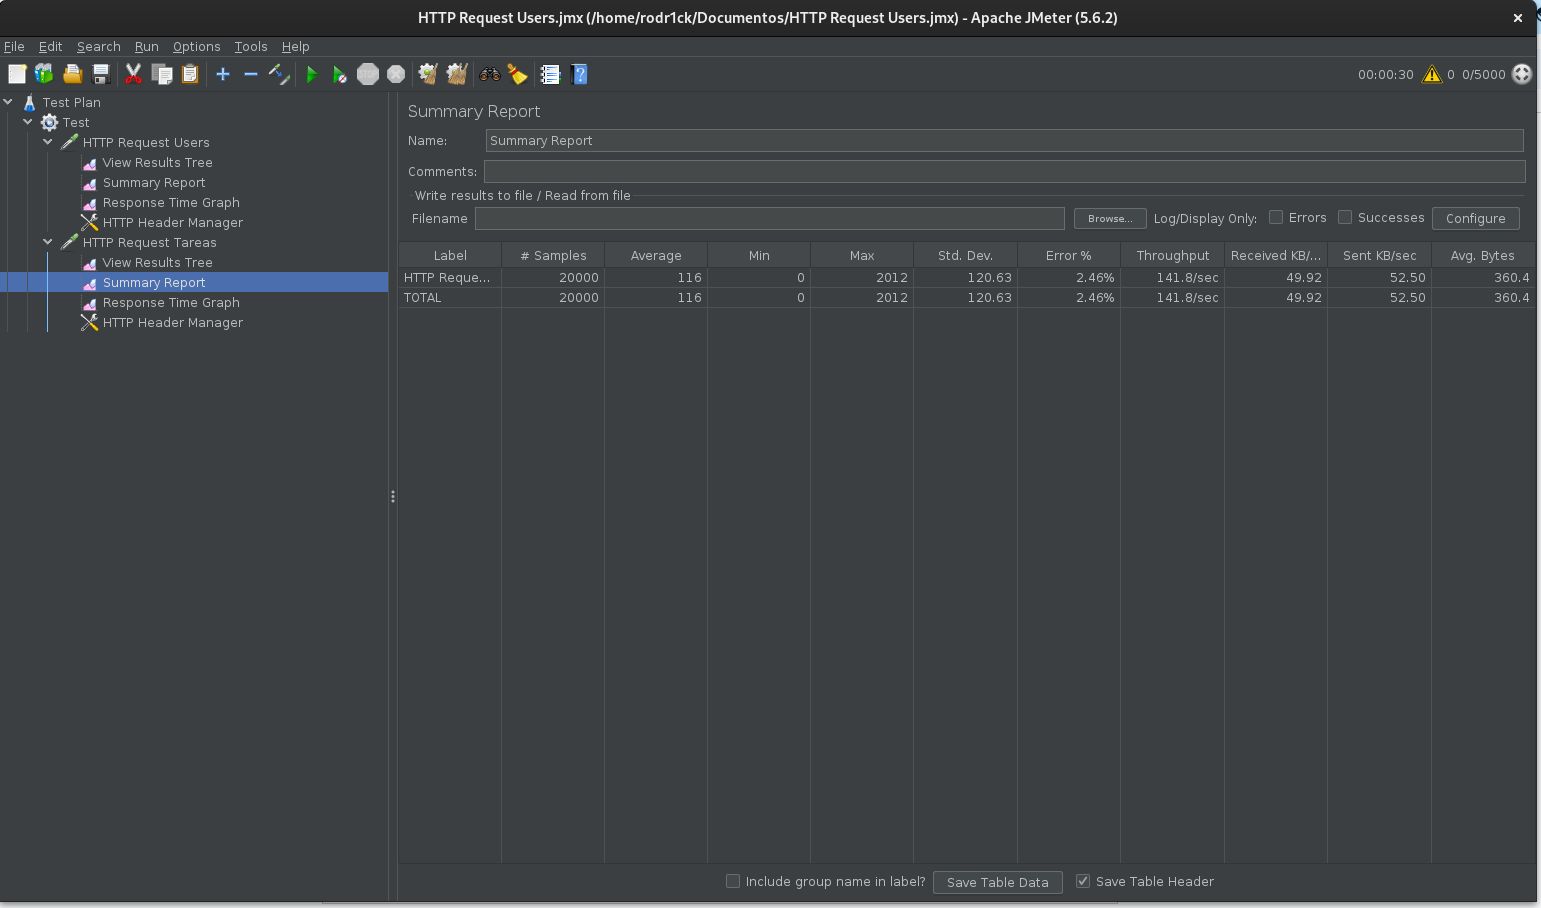 HTTP Request Users.jmx (/home/rodr1ck/Documentos/HTTP Request Users.jmx) - Apache JMeter (5.6.2)
File Edit Search Run Options Tools Help
00:00:30 0 0/5000
Test Plan
Test
HTTP Request Users
View Results Tree
Summary Report
Response Time Graph
HTTP Header Manager
HTTP Request Tareas
View Results Tree
Summary Report
Response Time Graph
HTTP Header Manager
Summary Report
Name: Summary Report
Comments:
Write results to file / Read from file
Filename Browse... Log/Display Only: Errors Successes Configure
Label # Samples Average Min Max Std. Dev. Error % Throughput Received KB/... Sent KB/sec Avg. Bytes
HTTP Reque... 20000 116 0 2012 120.63 2.46% 141.8/sec 49.92 52.50 360.4
TOTAL 20000 116 0 2012 120.63 2.46% 141.8/sec 49.92 52.50 360.4
Include group name in label? Save Table Data Save Table Header